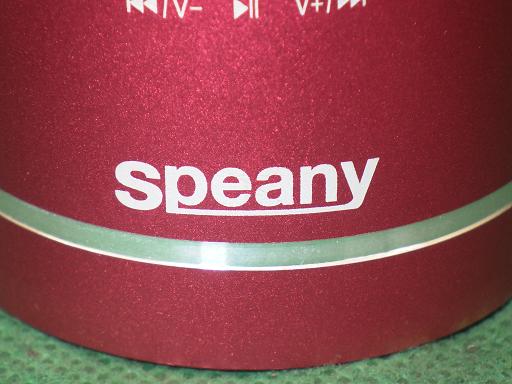 ⏮/V− ⏯ V+/⏭
speany